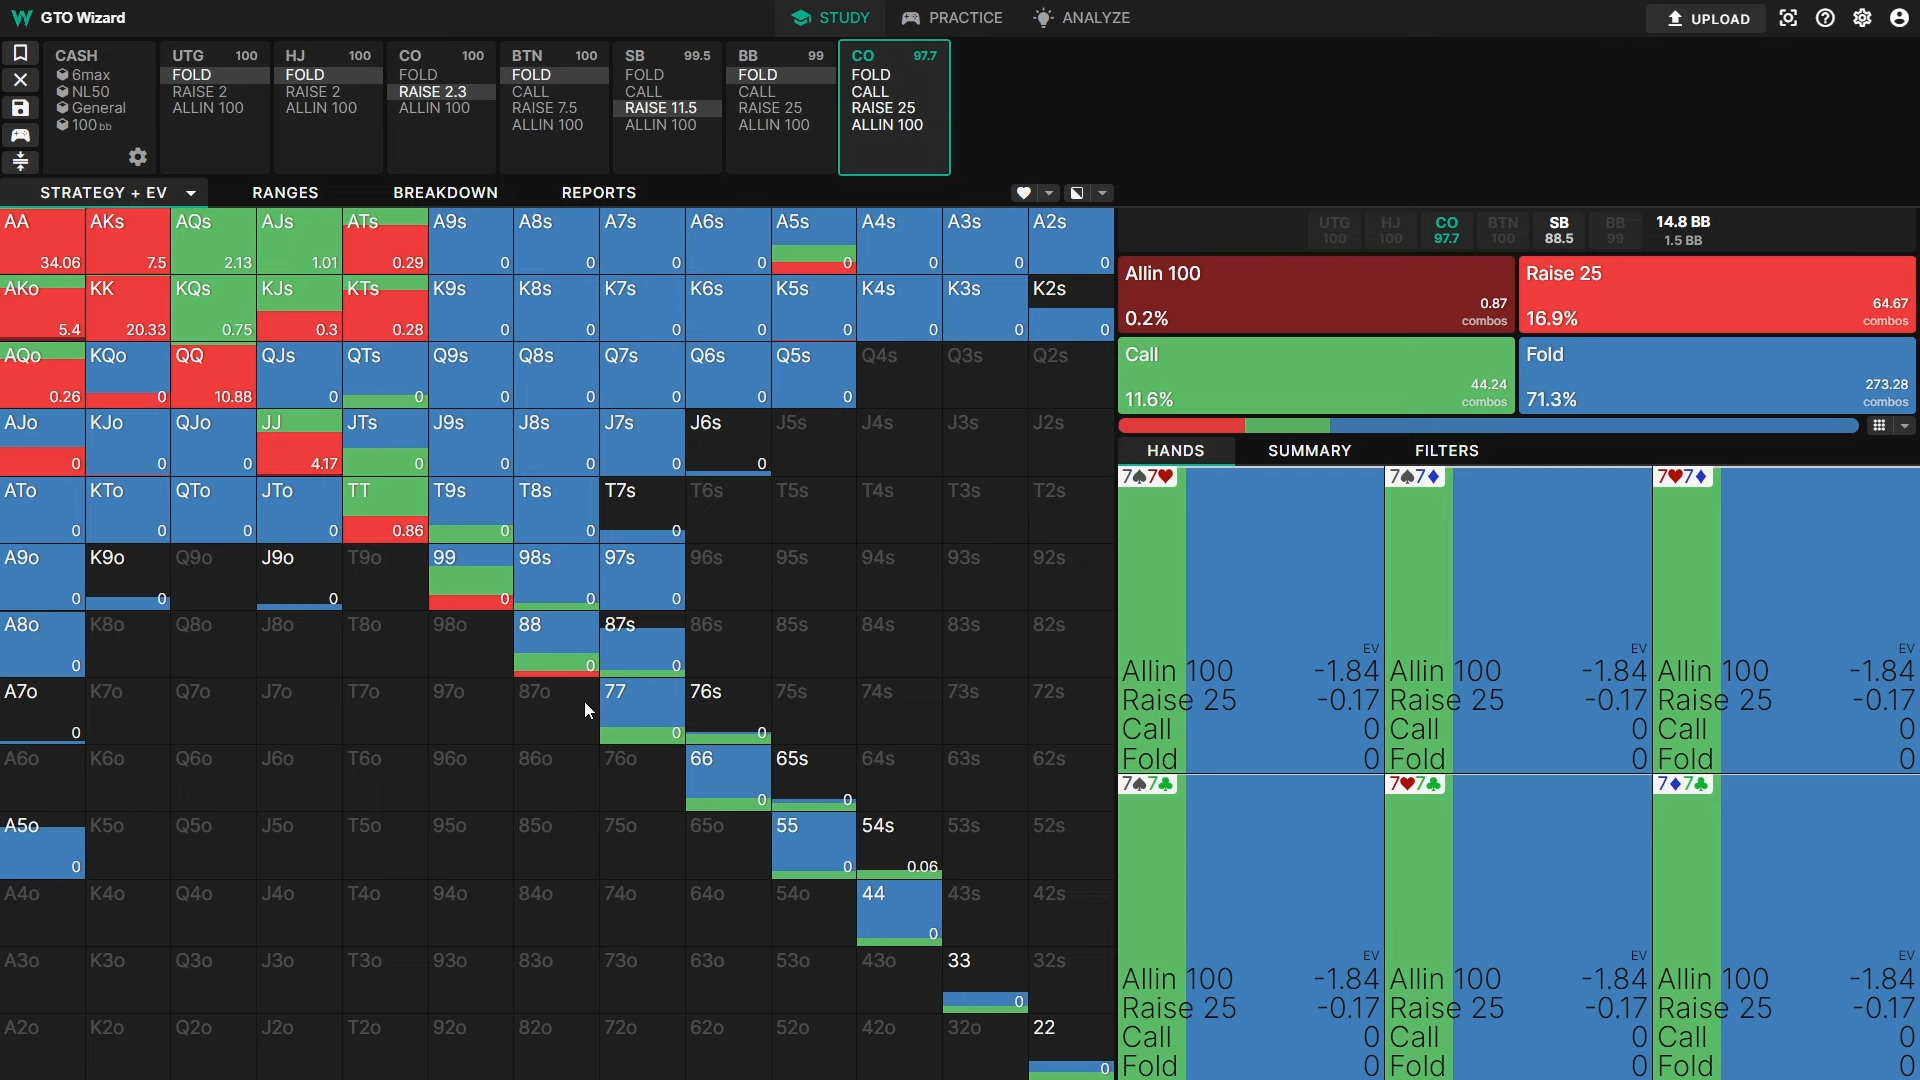 GTO Wizard
STUDY
PRACTICE
ANALYZE
UPLOAD
CASH
6max
NL50
General
100bb
UTG 100
FOLD
RAISE 2
ALLIN 100
HJ 100
FOLD
RAISE 2
ALLIN 100
CO 100
FOLD
RAISE 2.3
ALLIN 100
BTN 100
FOLD
CALL
RAISE 7.5
ALLIN 100
SB 99.5
FOLD
CALL
RAISE 11.5
ALLIN 100
BB 99
FOLD
CALL
RAISE 25
ALLIN 100
CO 97.7
FOLD
CALL
RAISE 25
ALLIN 100
STRATEGY + EV RANGES BREAKDOWN REPORTS
AA AKs AQs AJs ATs A9s A8s A7s A6s A5s A4s A3s A2s
34.06 7.5 2.13 1.01 0.29 0 0 0 0 0 0 0 0
AKo KK KQs KJs KTs K9s K8s K7s K6s K5s K4s K3s K2s
5.4 20.33 0.75 0.3 0.28 0 0 0 0 0 0 0 0
AQo KQo QQ QJs QTs Q9s Q8s Q7s Q6s Q5s Q4s Q3s Q2s
0.26 0 10.88 0 0 0 0 0 0 0
AJo KJo QJo JJ JTs J9s J8s J7s J6s J5s J4s J3s J2s
0 0 0 4.17 0 0 0 0 0
ATo KTo QTo JTo TT T9s T8s T7s T6s T5s T4s T3s T2s
0 0 0 0 0.86 0 0 0
A9o K9o Q9o J9o T9o 99 98s 97s 96s 95s 94s 93s 92s
0 0 0 0 0 0
A8o K8o Q8o J8o T8o 98o 88 87s 86s 85s 84s 83s 82s
0 0 0
A7o K7o Q7o J7o T7o 97o 87o 77 76s 75s 74s 73s 72s
0 0 0
A6o K6o Q6o J6o T6o 96o 86o 76o 66 65s 64s 63s 62s
0 0
A5o K5o Q5o J5o T5o 95o 85o 75o 65o 55 54s 53s 52s
0 0 0.06
A4o K4o Q4o J4o T4o 94o 84o 74o 64o 54o 44 43s 42s
0
A3o K3o Q3o J3o T3o 93o 83o 73o 63o 53o 43o 33 32s
0
A2o K2o Q2o J2o T2o 92o 82o 72o 62o 52o 42o 32o 22
0
UTG HJ CO BTN SB BB 14.8 BB
100 100 97.7 100 88.5 99 1.5 BB
Allin 100
0.87
0.2% combos
Raise 25
64.67
16.9% combos
Call
44.24
11.6% combos
Fold
273.28
71.3% combos
HANDS SUMMARY FILTERS
7♠7♥ 7♠7♦ 7♥7♦
EV EV EV
Allin 100 -1.84 Allin 100 -1.84 Allin 100 -1.84
Raise 25 -0.17 Raise 25 -0.17 Raise 25 -0.17
Call 0 Call 0 Call 0
Fold 0 Fold 0 Fold 0
7♠7♣ 7♥7♣ 7♦7♣
EV EV EV
Allin 100 -1.84 Allin 100 -1.84 Allin 100 -1.84
Raise 25 -0.17 Raise 25 -0.17 Raise 25 -0.17
Call 0 Call 0 Call 0
Fold 0 Fold 0 Fold 0